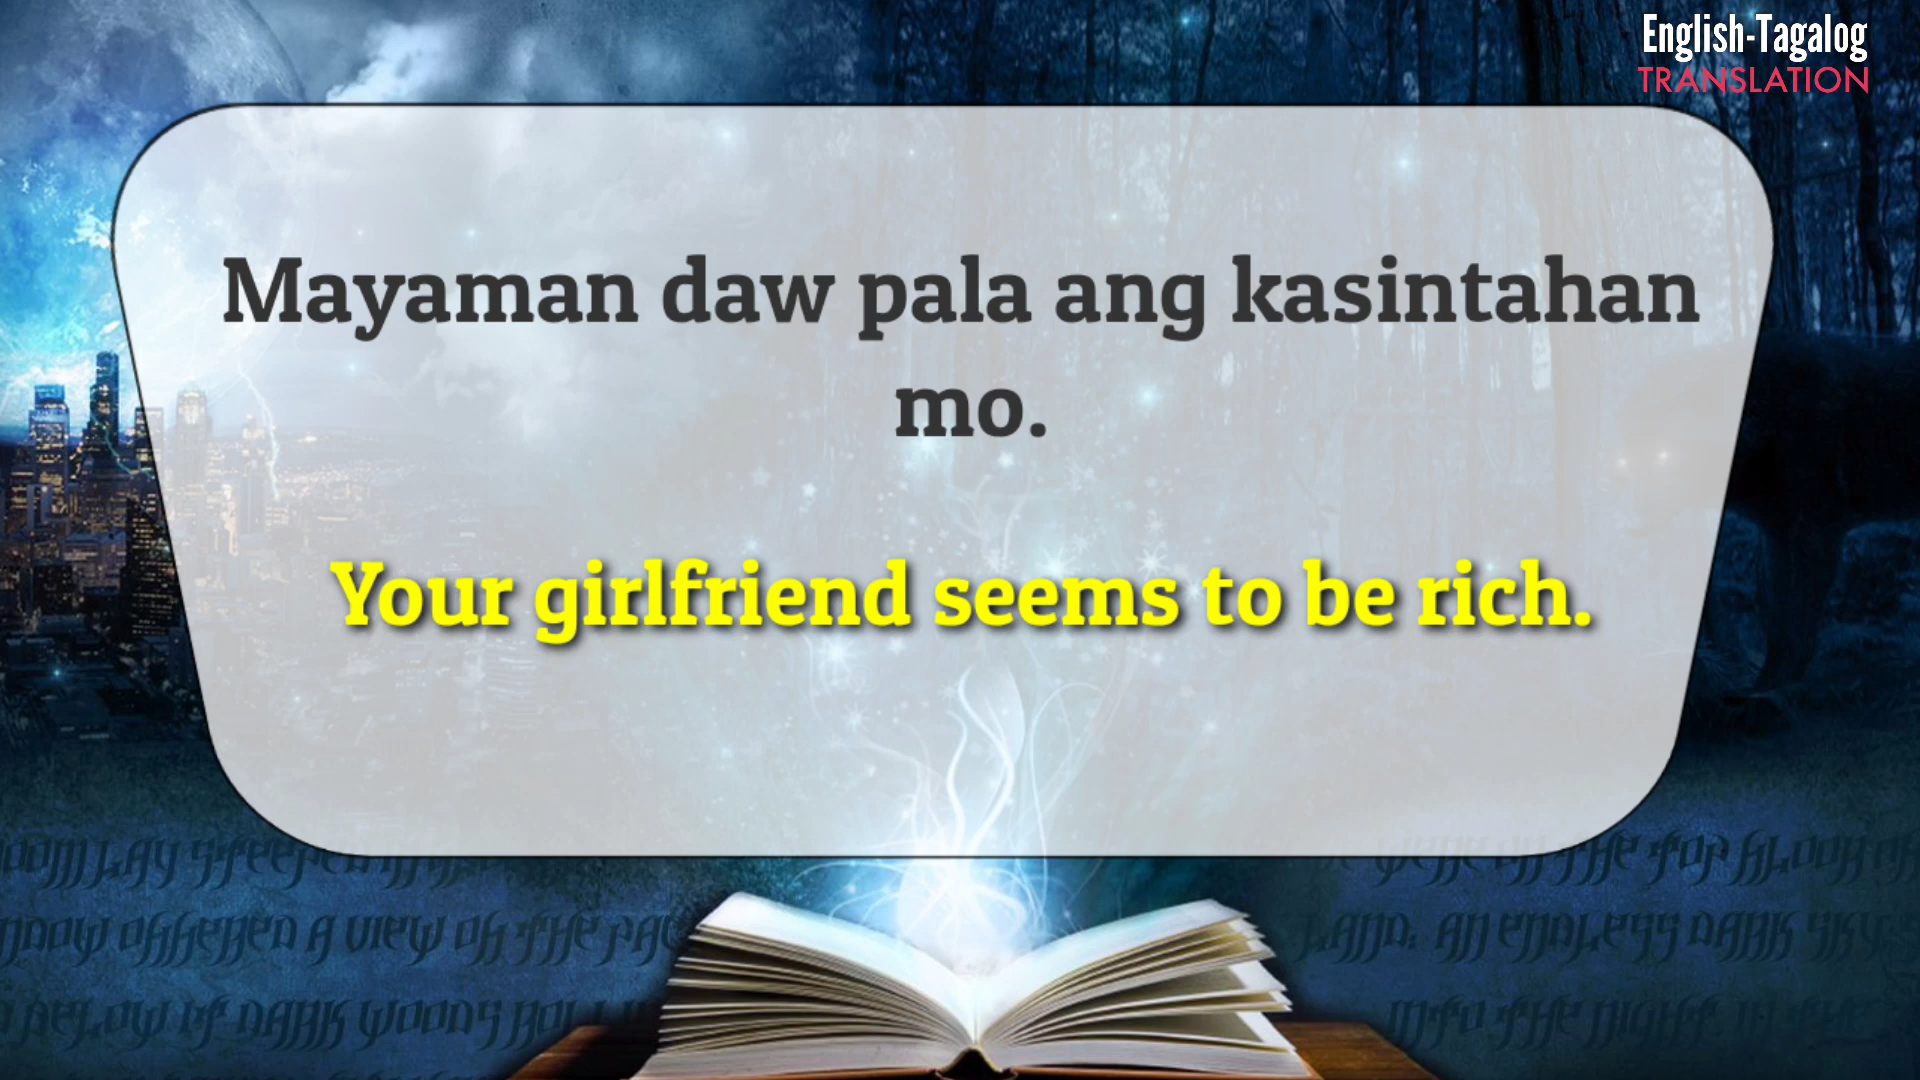 English-Tagalog
TRANSLATION
Mayaman daw pala ang kasintahan
mo.
Your girlfriend seems to be rich.